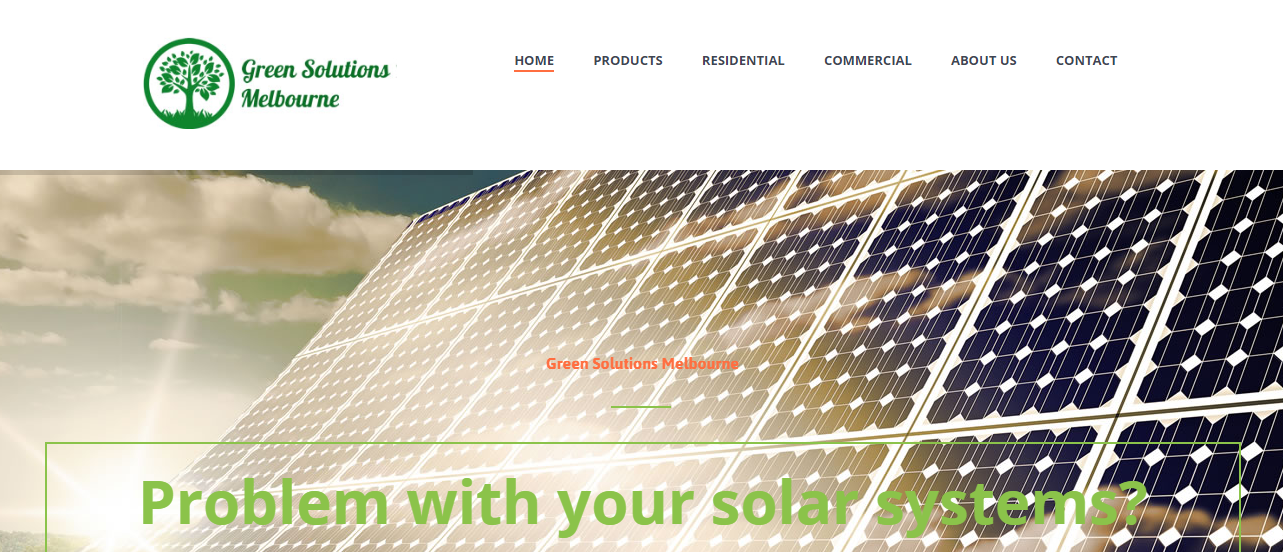 Green Solutions
Melbourne
HOME PRODUCTS RESIDENTIAL COMMERCIAL ABOUT US CONTACT
Green Solutions Melbourne
Problem with your solar systems?